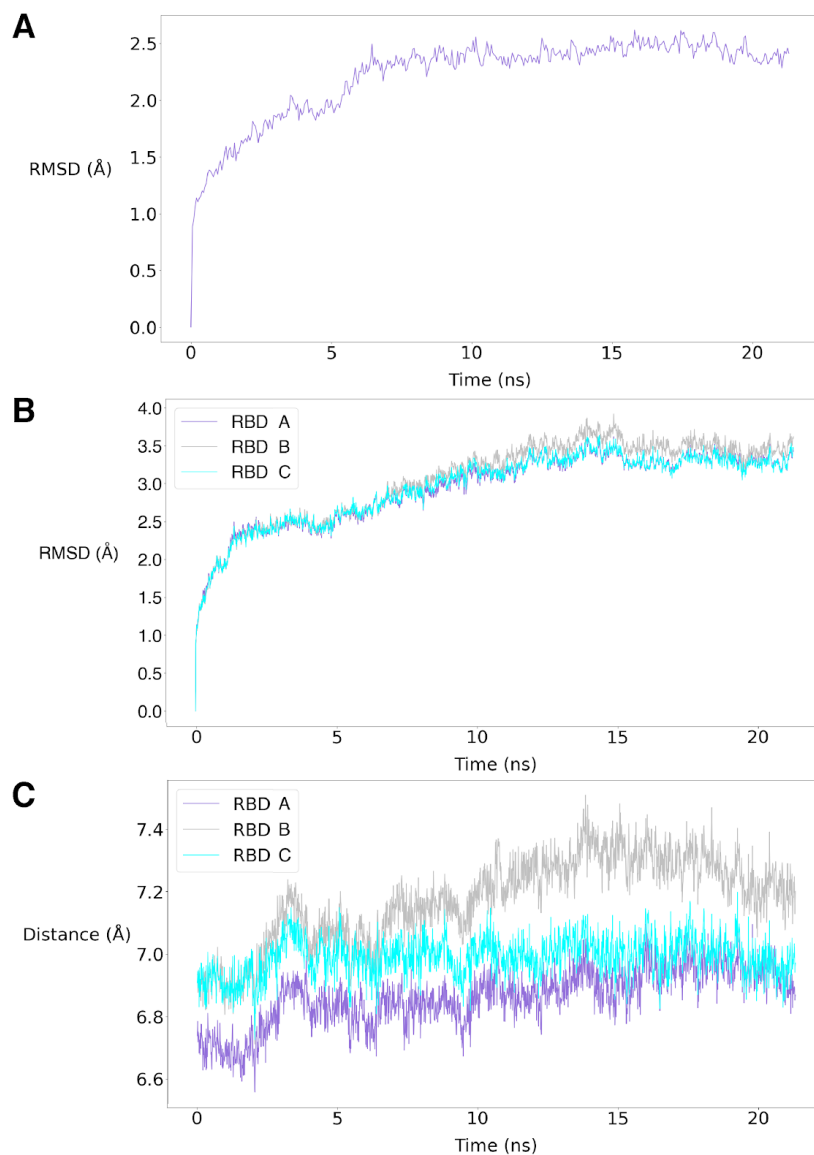 A
2.5
2.0
1.5
RMSD (Å)
1.0
0.5
0.0
0 5 10 15 20
Time (ns)
B
4.0
RBD A
3.5
RBD B
3.0
RBD C
2.5
2.0
RMSD (Å)
1.5
1.0
0.5
0.0
0 5 10 15 20
Time (ns)
C
RBD A
7.4
RBD B
RBD C
7.2
Distance (Å)
7.0
6.8
6.6
0 5 10 15 20
Time (ns)